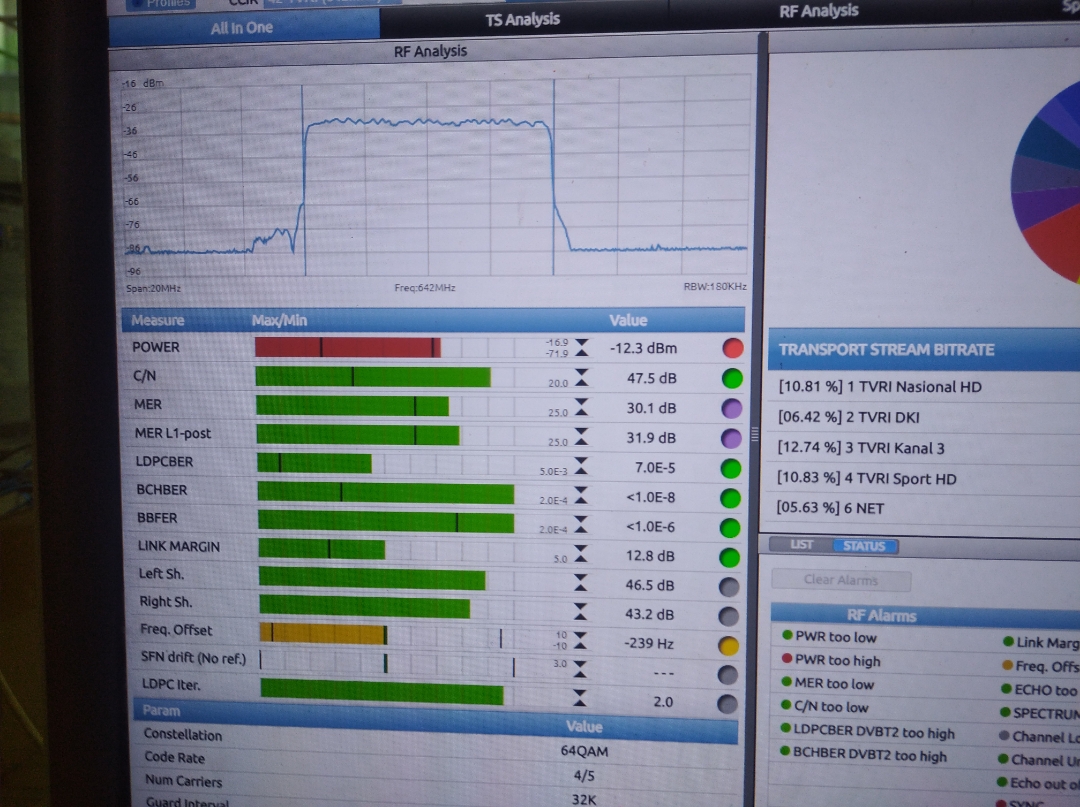 Profiles
All In One
TS Analysis
RF Analysis
RF Analysis
-16 dBm
-26
-36
-46
-56
-66
-76
-86
-96
Span:20MHz Freq:642MHz RBW:180KHz
Measure Max/Min Value
POWER -16.9 -71.9 -12.3 dBm
C/N 20.0 47.5 dB
MER 25.0 30.1 dB
MER L1-post 25.0 31.9 dB
LDPCBER 5.0E-3 7.0E-5
BCHBER 2.0E-4 <1.0E-8
BBFER 2.0E-4 <1.0E-6
LINK MARGIN 5.0 12.8 dB
Left Sh. 46.5 dB
Right Sh. 43.2 dB
Freq. Offset 10 -10 -239 Hz
SFN drift (No ref.) 3.0 ---
LDPC Iter. 2.0
Param Value
Constellation 64QAM
Code Rate 4/5
Num Carriers 32K
Guard Interval
TRANSPORT STREAM BITRATE
[10.81 %] 1 TVRI Nasional HD
[06.42 %] 2 TVRI DKI
[12.74 %] 3 TVRI Kanal 3
[10.83 %] 4 TVRI Sport HD
[05.63 %] 6 NET
LIST STATUS
Clear Alarms
RF Alarms
PWR too low
PWR too high
MER too low
C/N too low
LDPCBER DVBT2 too high
BCHBER DVBT2 too high
Link Marg
Freq. Offs
ECHO too
SPECTRUM
Channel Lo
Channel Un
Echo out o
SYNC